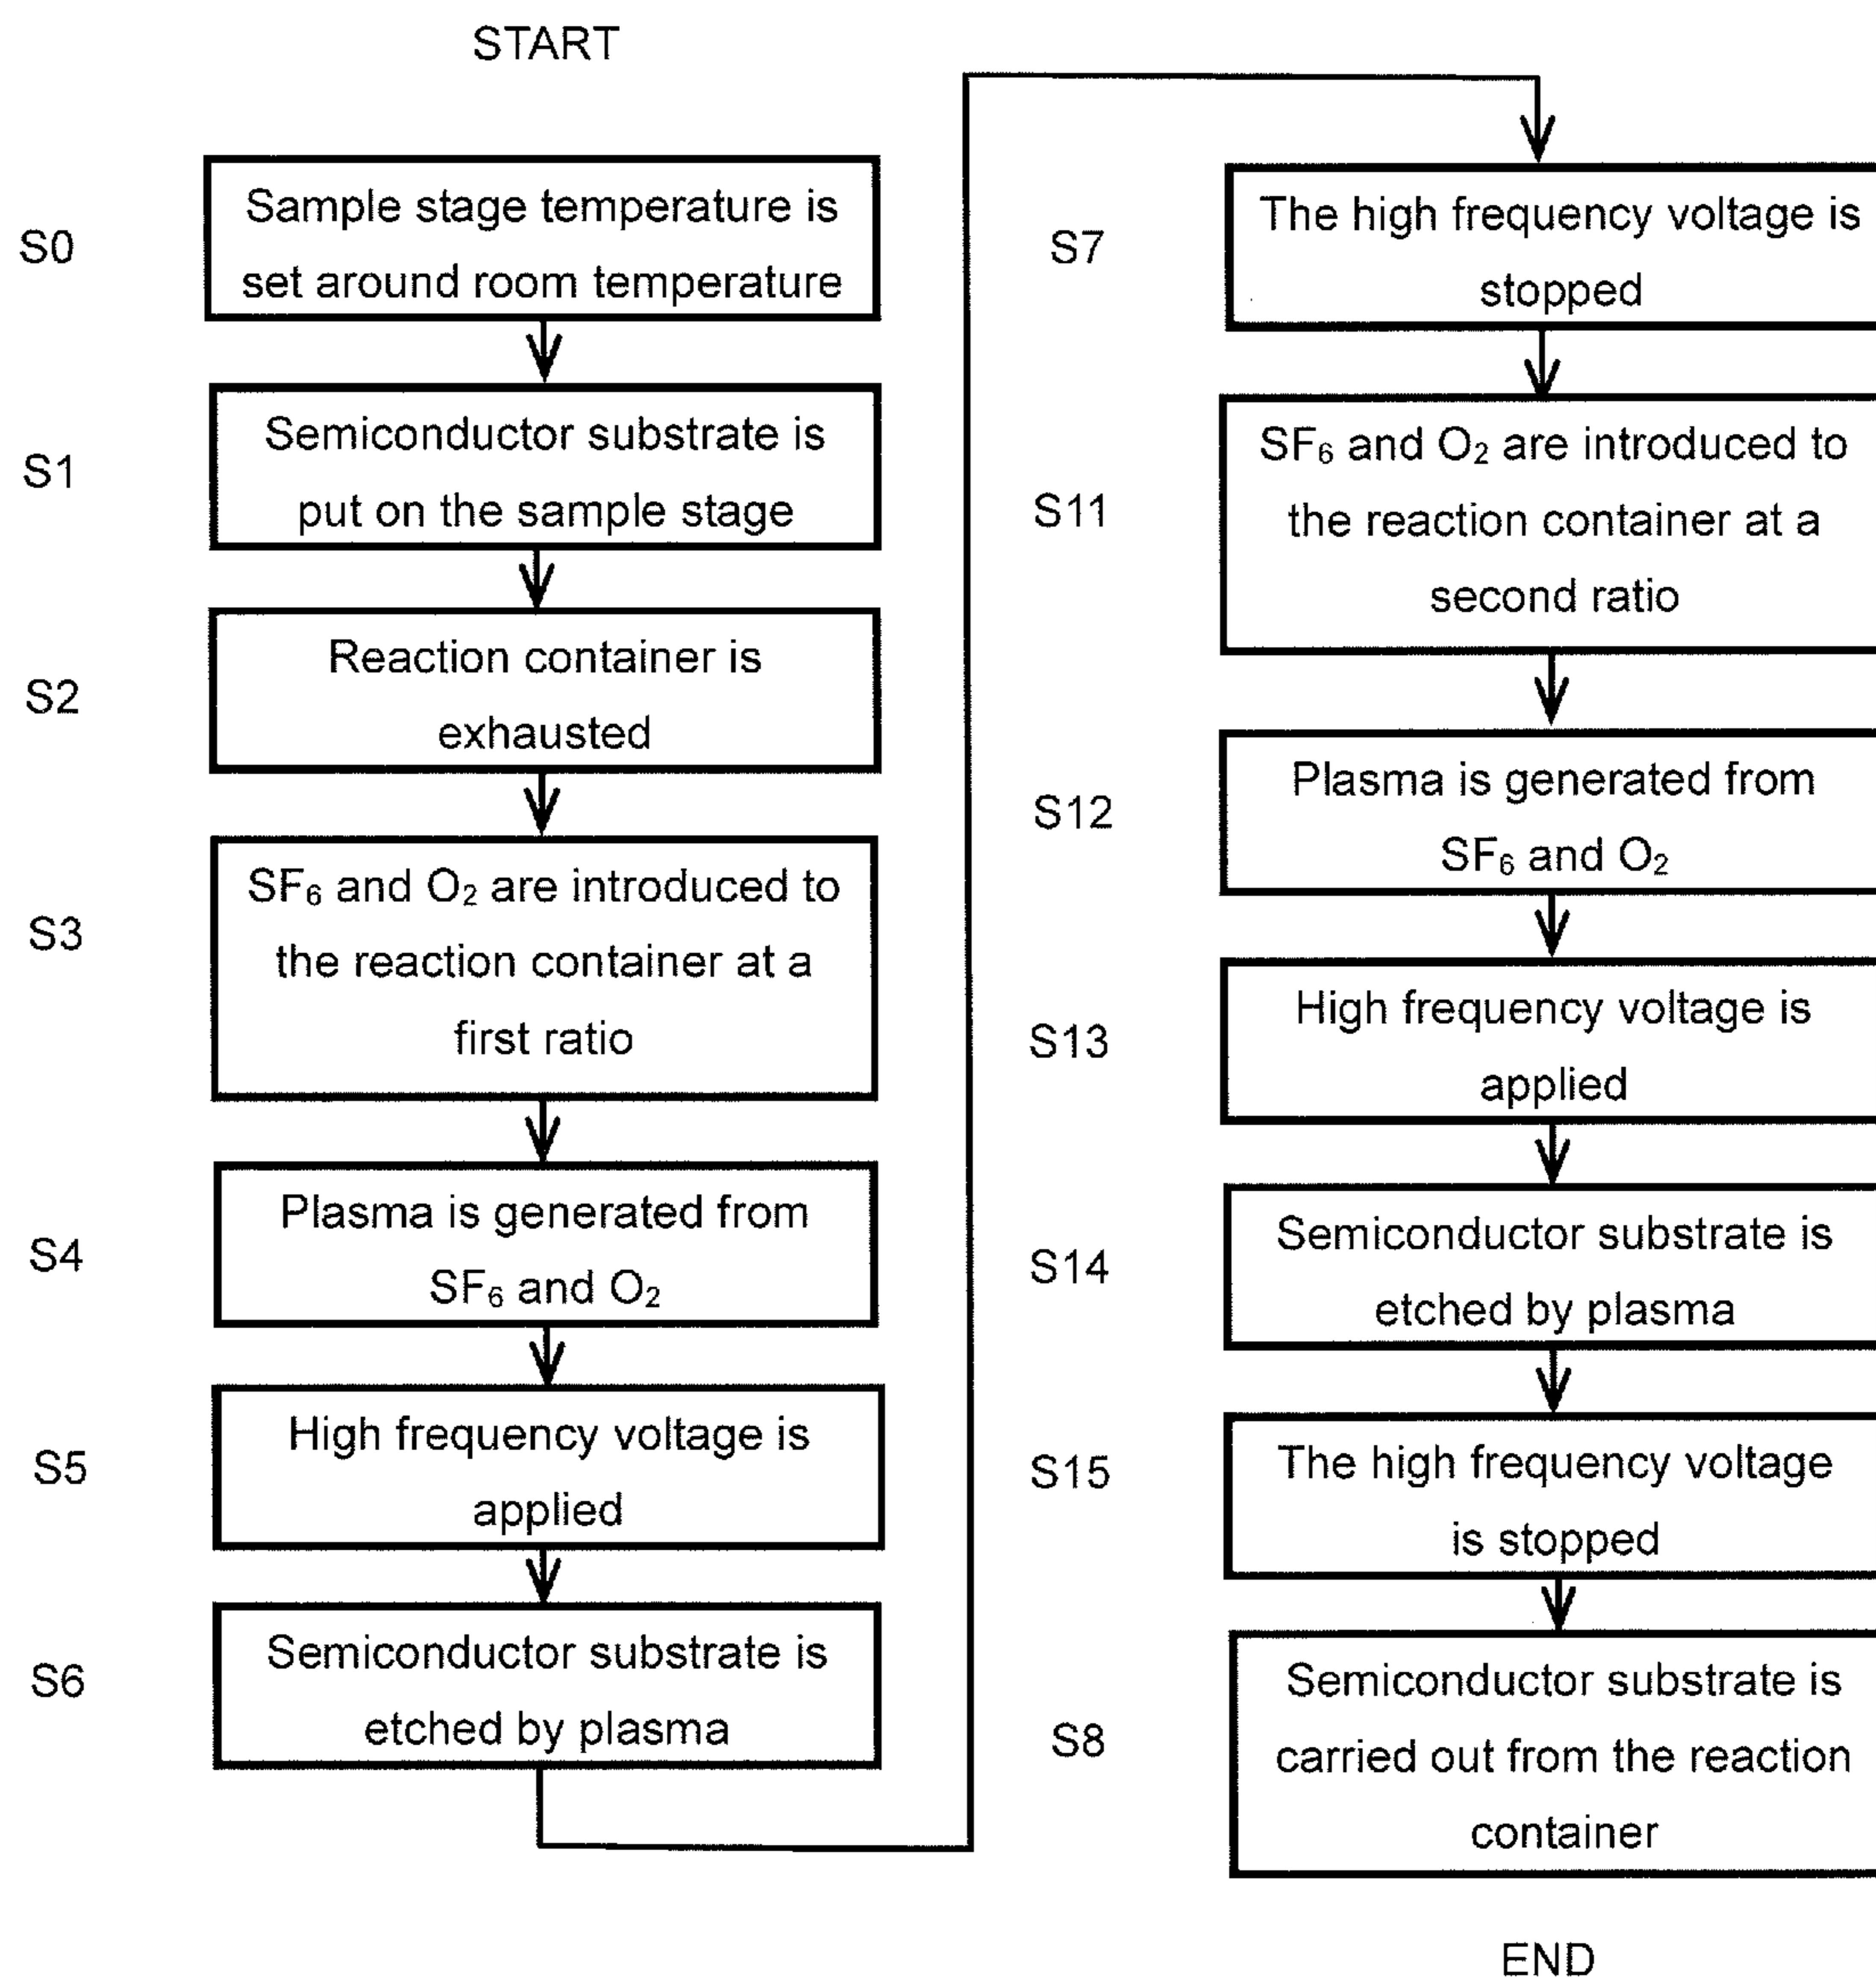 START
S0
Sample stage temperature is
set around room temperature
S1
Semiconductor substrate is
put on the sample stage
S2
Reaction container is
exhausted
S3
SF₆ and O₂ are introduced to
the reaction container at a
first ratio
S4
Plasma is generated from
SF₆ and O₂
S5
High frequency voltage is
applied
S6
Semiconductor substrate is
etched by plasma
S7
The high frequency voltage is
stopped
S11
SF₆ and O₂ are introduced to
the reaction container at a
second ratio
S12
Plasma is generated from
SF₆ and O₂
S13
High frequency voltage is
applied
S14
Semiconductor substrate is
etched by plasma
S15
The high frequency voltage
is stopped
S8
Semiconductor substrate is
carried out from the reaction
container
END